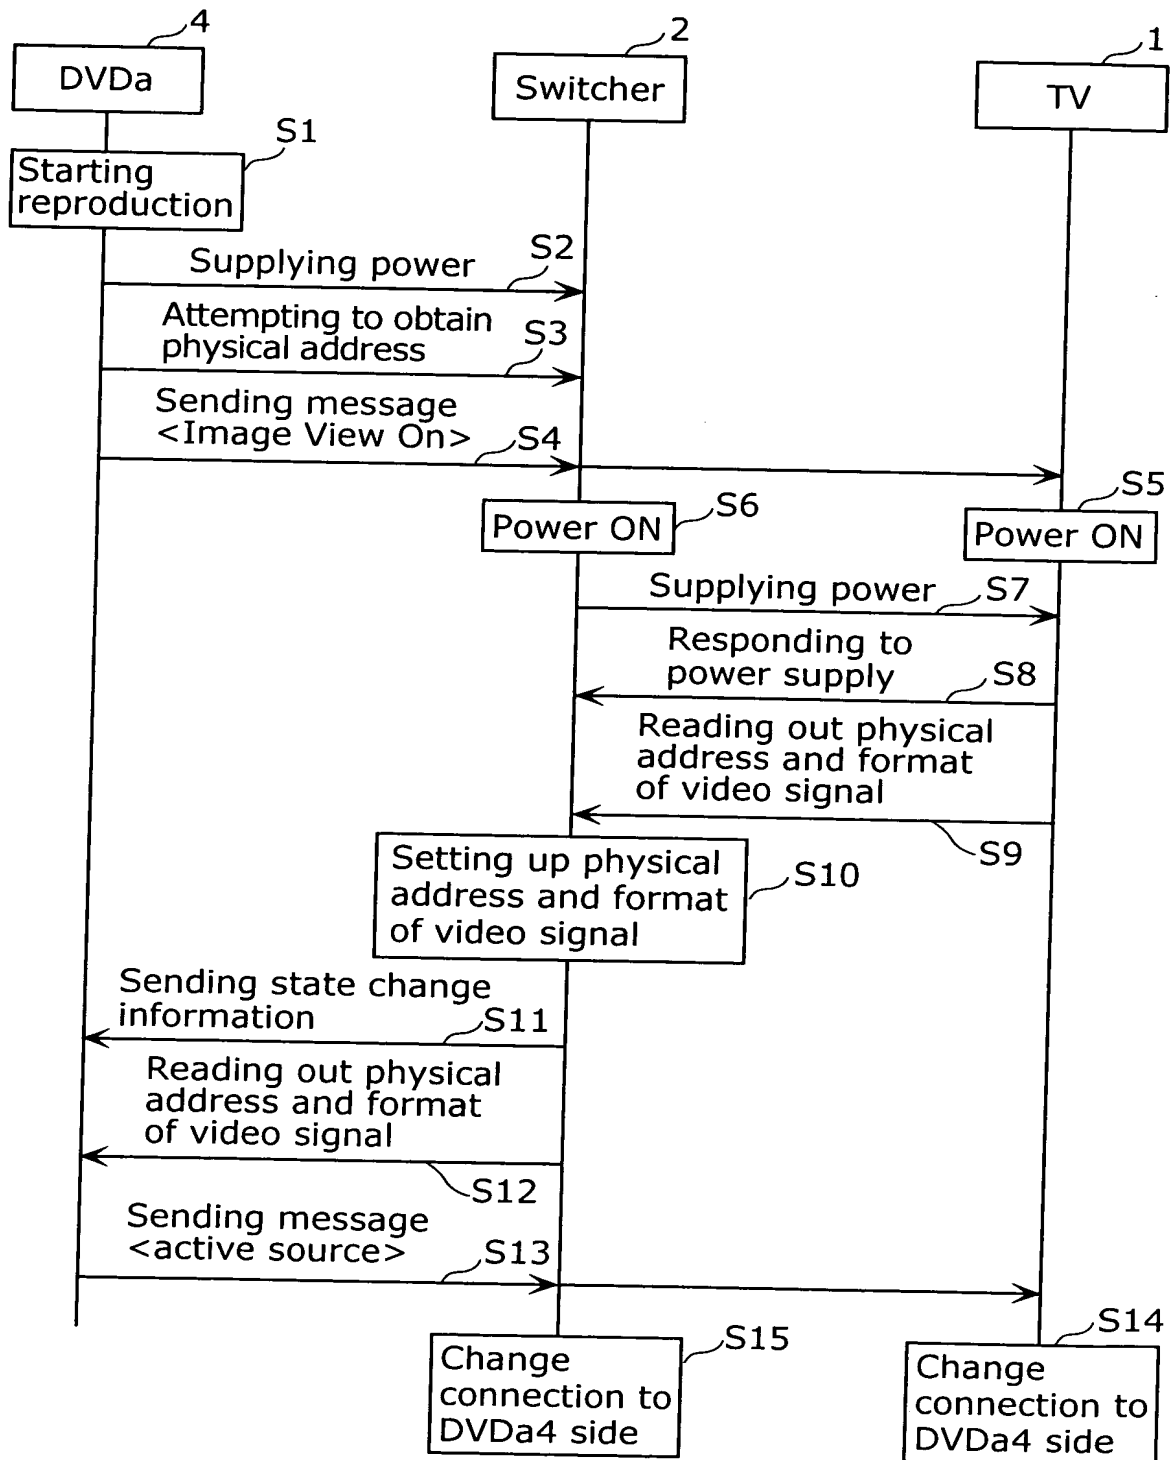 4
2
1
DVDa
Switcher
TV
S1
Starting
reproduction
Supplying power
S2
Attempting to obtain
physical address
S3
Sending message
<Image View On>
S4
S5
S6
Power ON
Power ON
Supplying power
S7
Responding to
power supply
S8
Reading out physical
address and format
of video signal
S9
Setting up physical
address and format
of video signal
S10
Sending state change
information
S11
Reading out physical
address and format
of video signal
S12
Sending message
<active source>
S13
S15
S14
Change
connection to
DVDa4 side
Change
connection to
DVDa4 side